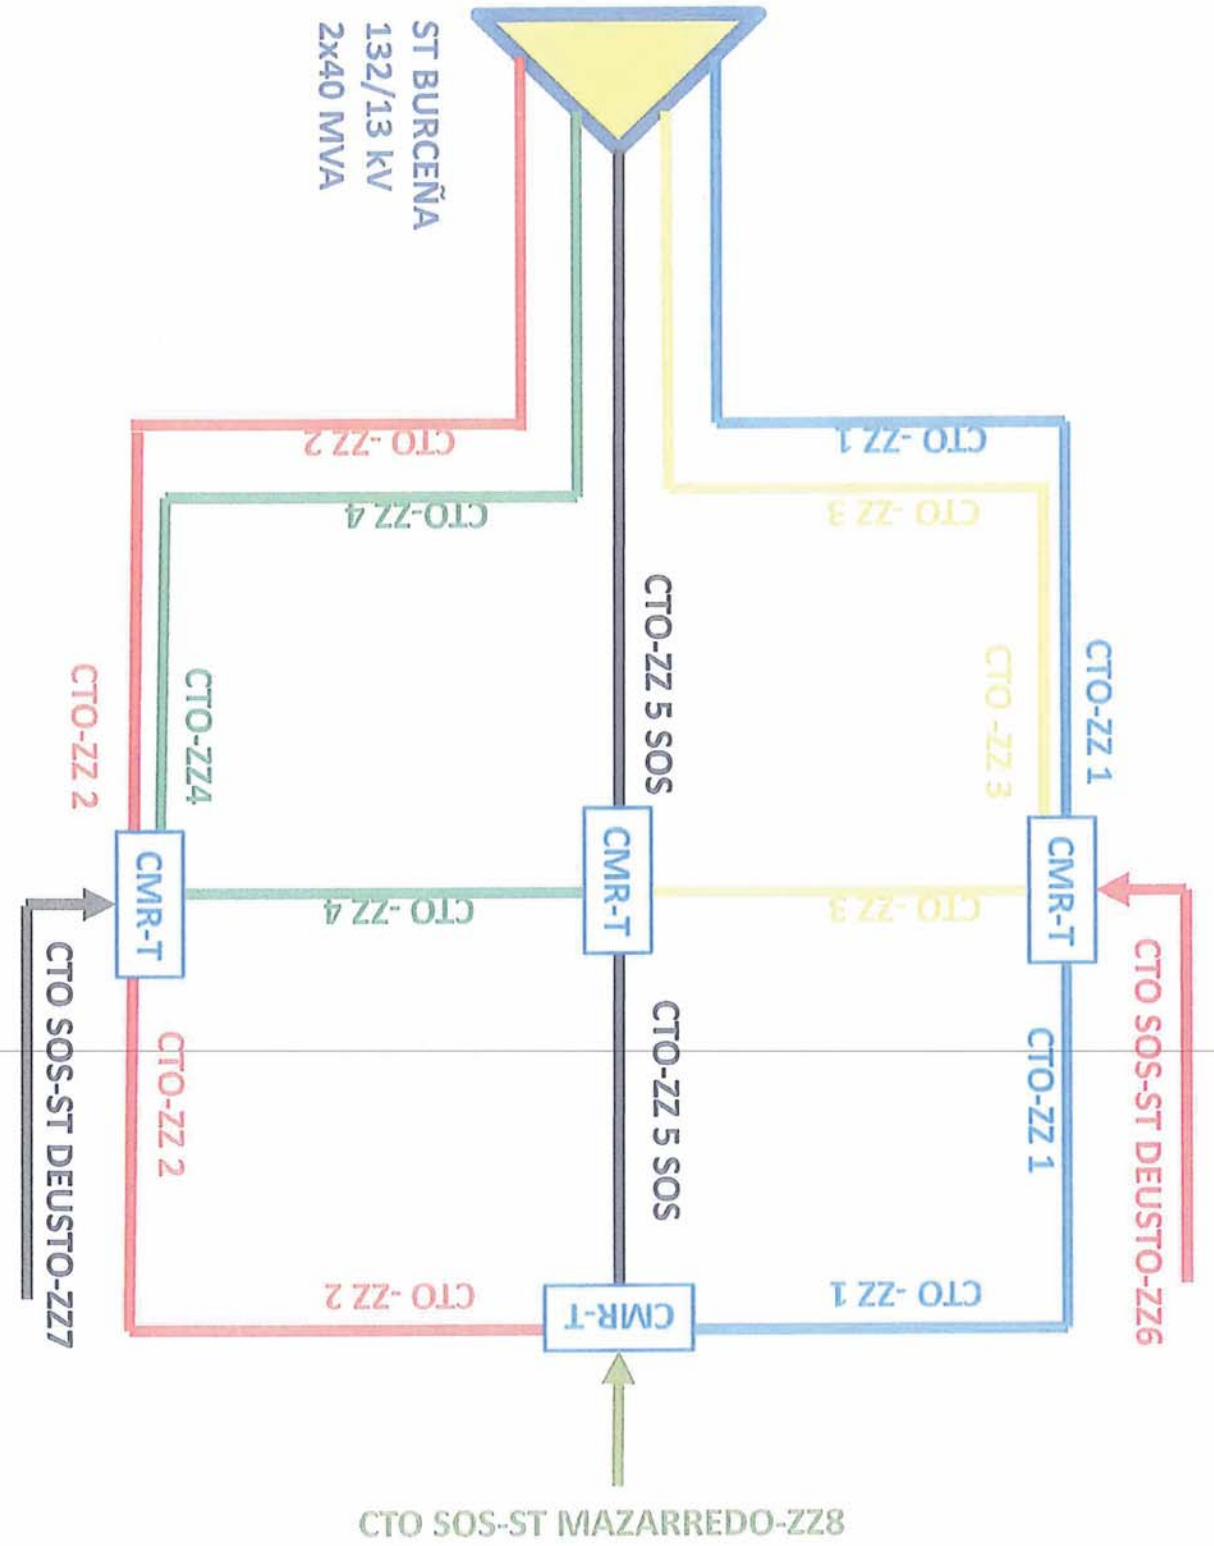 ST BURCEÑA
132/13 kV
2x40 MVA
CTO -ZZ 2
CTO-ZZ 4
CTO -ZZ 3
CTO -ZZ 1
CTO-ZZ 2
CTO-ZZ4
CTO-ZZ 5 SOS
CTO -ZZ 3
CTO-ZZ 1
CMR-T
CMR-T
CMR-T
CTO -ZZ 4
CTO -ZZ 3
CTO SOS-ST DEUSTO-ZZ7
CTO-ZZ 2
CTO-ZZ 5 SOS
CTO-ZZ 1
CTO SOS-ST DEUSTO-ZZ6
CTO -ZZ 2
CTO -ZZ 1
CMR-T
CTO SOS-ST MAZARREDO-ZZ8